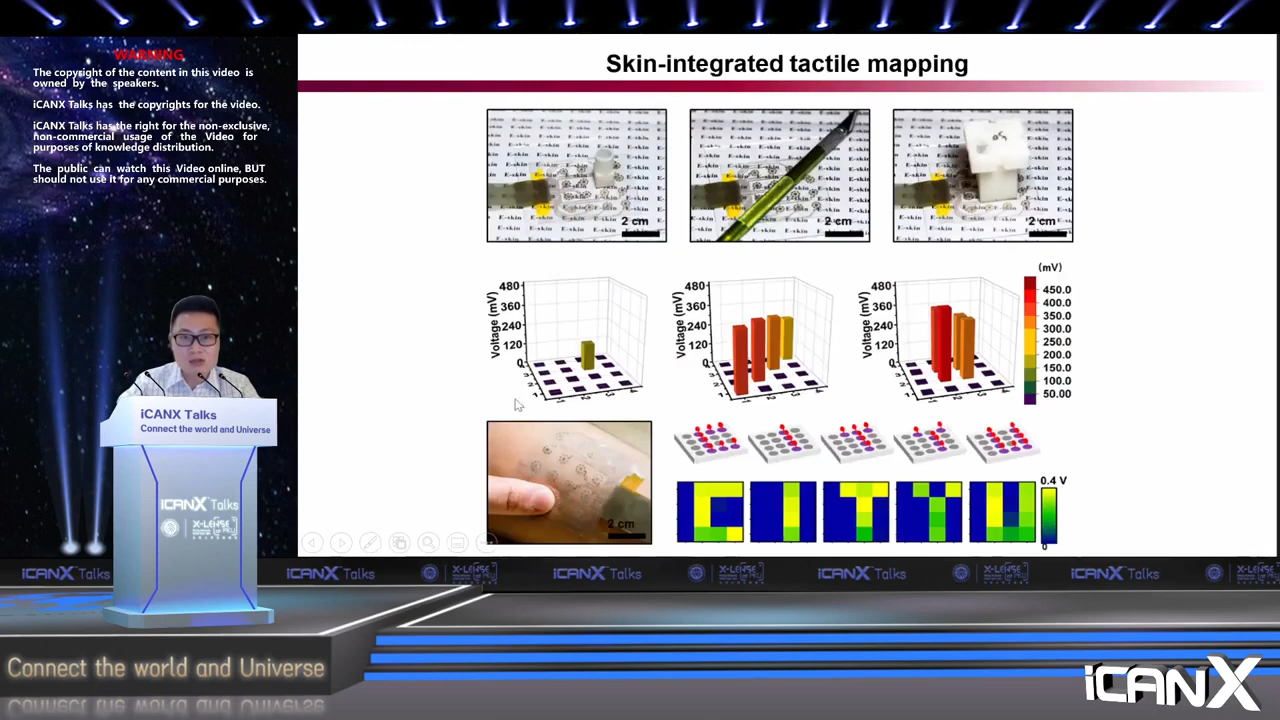 WARNING
The copyright of the content in this video is
owned by the speakers.
iCANX Talks has the copyrights for the video.
iCANX Talks has the right for the non-exclusive,
non-commercial usage of the Video for
purposes of knowledge distribution.
The public can watch this Video online, BUT
should not use it for any commercial purposes.
Skin-integrated tactile mapping
E-skin
2 cm
2 cm
2 cm
Voltage (mV)
480
360
240
120
0
Voltage (mV)
480
360
240
120
0
Voltage (mV)
480
360
240
120
0
(mV)
450.0
400.0
350.0
300.0
250.0
200.0
150.0
100.0
50.00
2 cm
0.4 V
0
iCANX Talks
Connect the world and Universe
iCANX Talks
X-LENSE
iCANX Talks
iCANX Talks
iCANX Talks
iCANX Talks
iCANX Talks
Connect the world and Universe
iCANX